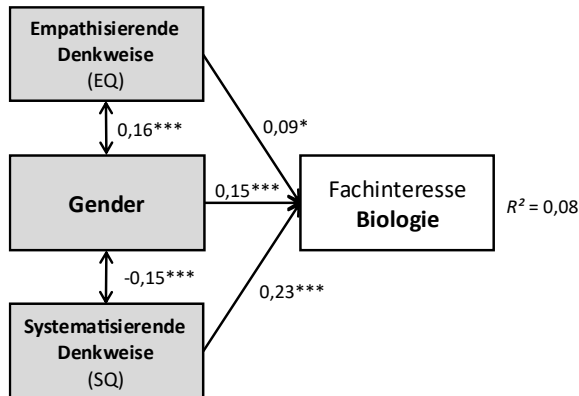 Empathisierende
Denkweise
(EQ)
0,16***
0,09*
Gender
0,15***
Fachinteresse
Biologie
R² = 0,08
-0,15***
0,23***
Systematisierende
Denkweise
(SQ)